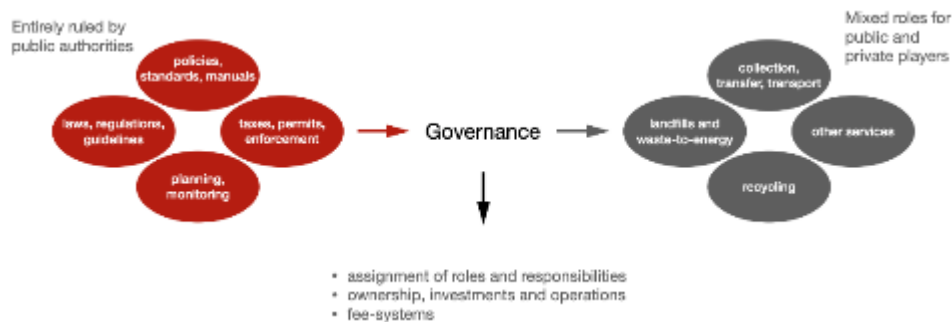 Entirely ruled by
public authorities
policies,
standards, manuals
laws, regulations,
guidelines
taxes, permits,
enforcement
planning,
monitoring
Governance
Mixed roles for
public and
private players
collection,
transfer, transport
landfills and
waste-to-energy
other services
recycling
• assignment of roles and responsibilities
• ownership, investments and operations
• fee-systems